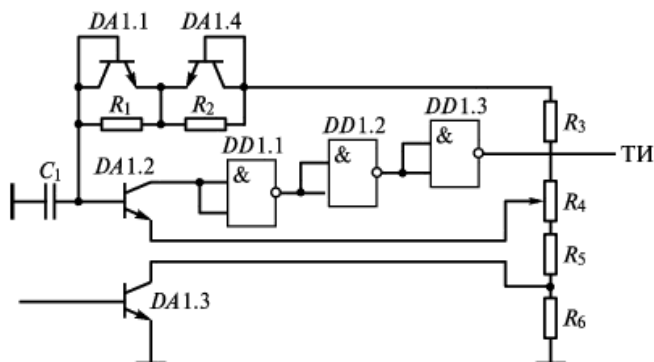 DA1.1 DA1.4
R1 R2
DD1.3
DD1.2
DD1.1
R3
&
&
&
ТИ
C1
DA1.2
R4
R5
DA1.3
R6